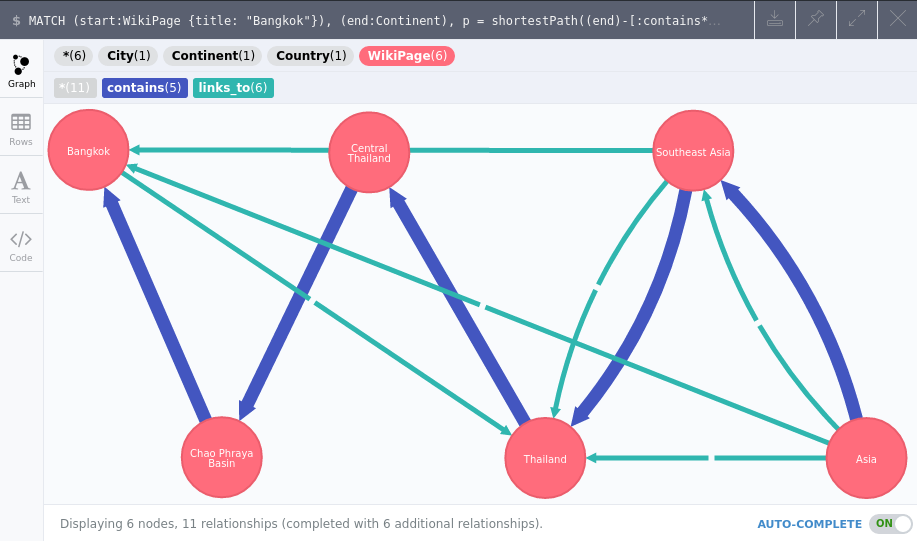 $ MATCH (start:WikiPage {title: "Bangkok"}), (end:Continent), p = shortestPath((end)-[:contains*…
Graph
Rows
Text
Code
*(6) City(1) Continent(1) Country(1) WikiPage(6)
*(11) contains(5) links_to(6)
Bangkok
Central
Thailand
Southeast Asia
Chao Phraya
Basin
Thailand
Asia
Displaying 6 nodes, 11 relationships (completed with 6 additional relationships).
AUTO-COMPLETE ON